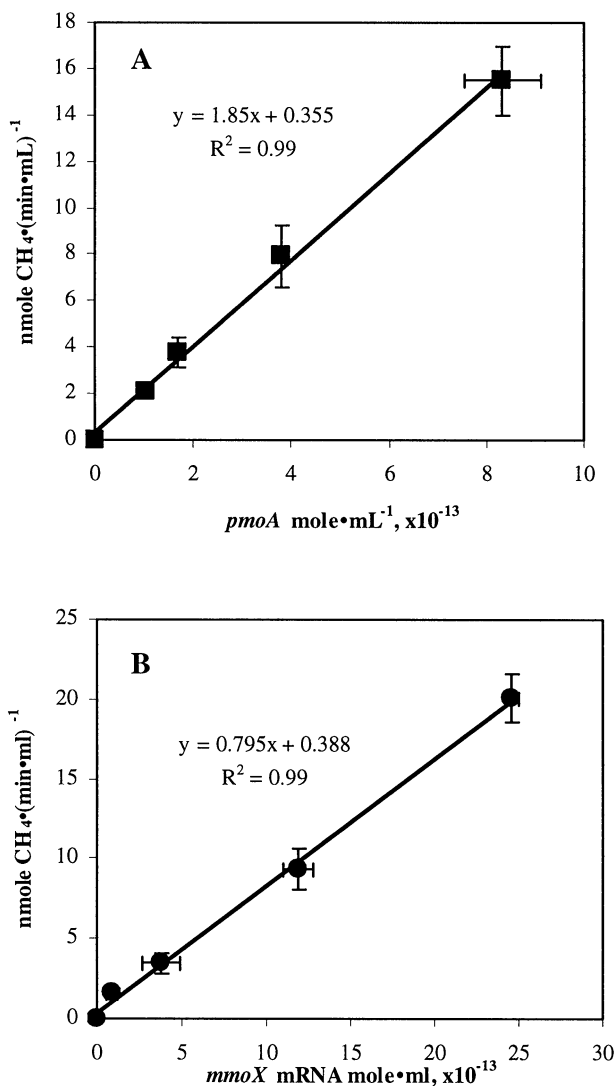 A
y = 1.85x + 0.355
R² = 0.99
nmole CH₄•(min•mL)⁻¹
18
16
14
12
10
8
6
4
2
0
0 2 4 6 8 10
pmoA mole•mL⁻¹, x10⁻¹³
B
y = 0.795x + 0.388
R² = 0.99
nmole CH₄•(min•ml)⁻¹
25
20
15
10
5
0
0 5 10 15 20 25 30
mmoX mRNA mole•ml, x10⁻¹³